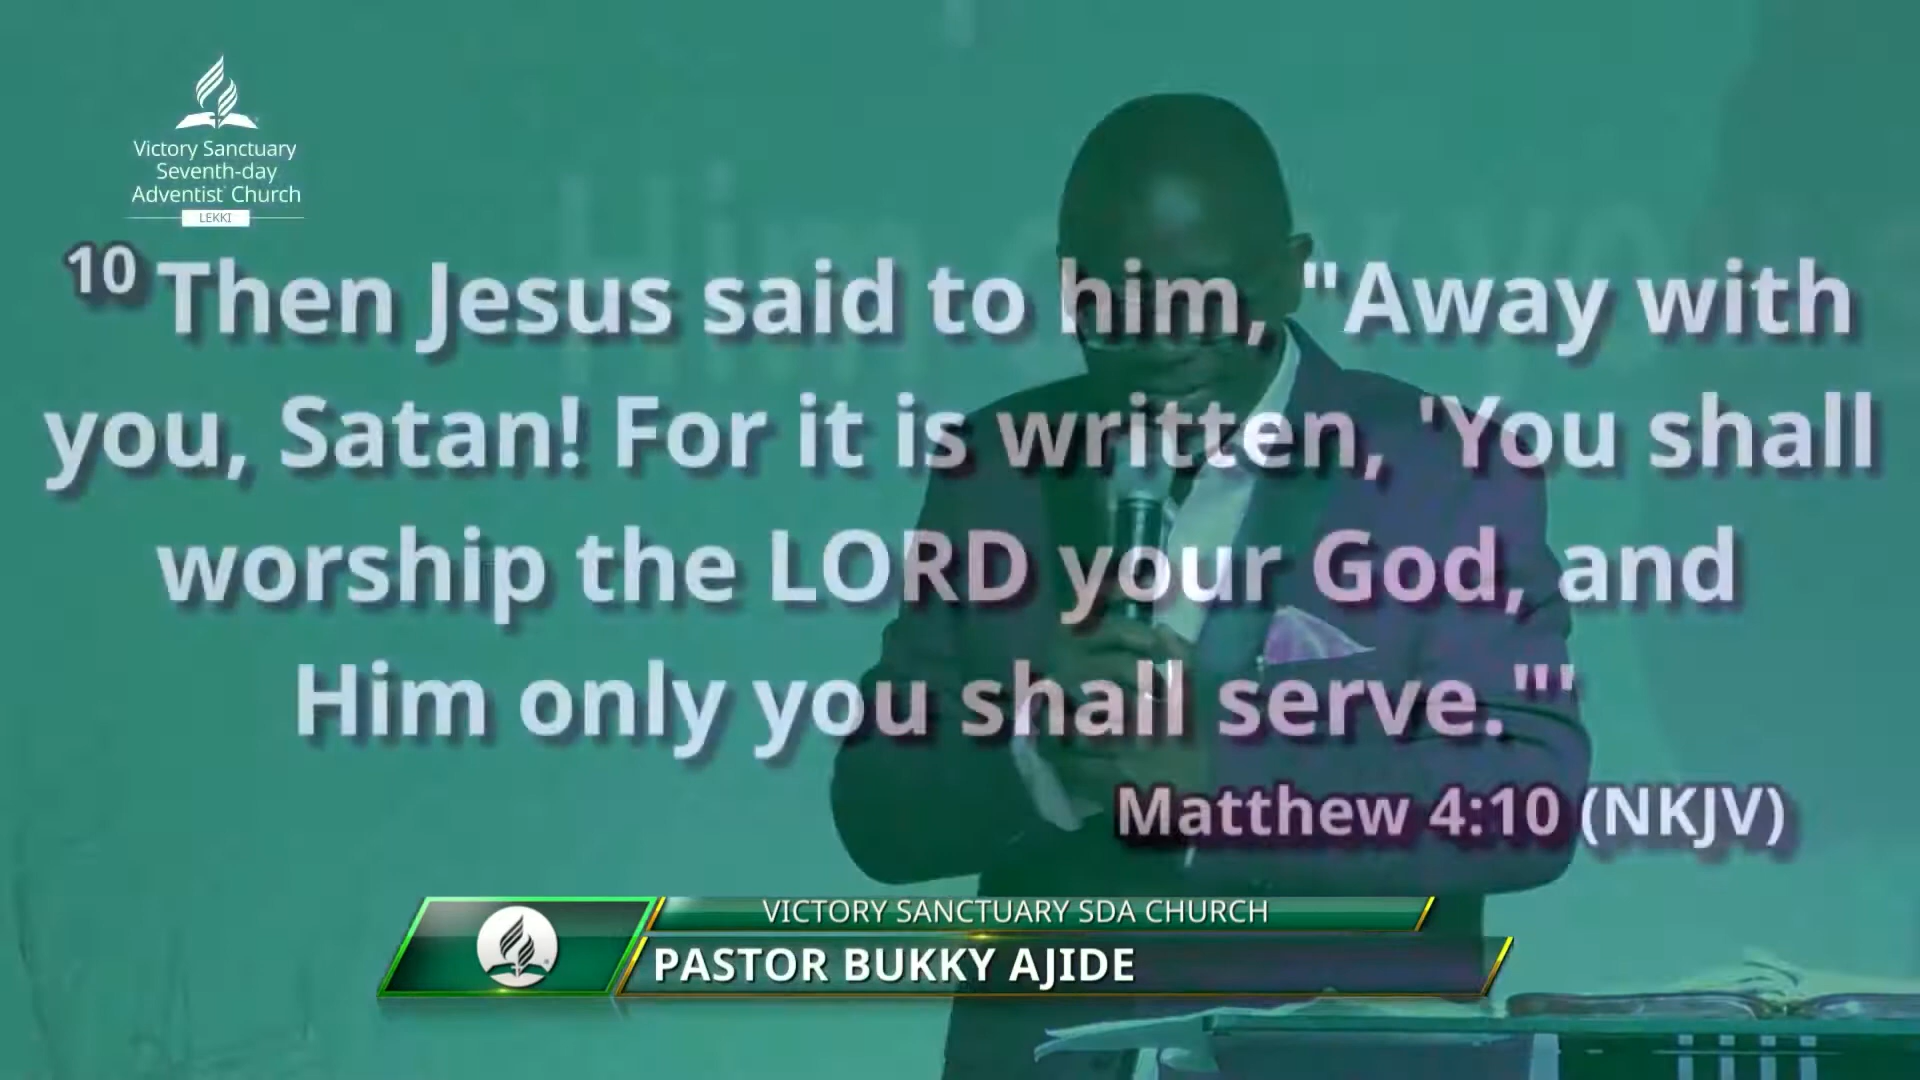 Victory Sanctuary
Seventh-day
Adventist Church
LEKKI
10 Then Jesus said to him, "Away with
you, Satan! For it is written, 'You shall
worship the LORD your God, and
Him only you shall serve."'
Matthew 4:10 (NKJV)
VICTORY SANCTUARY SDA CHURCH
PASTOR BUKKY AJIDE